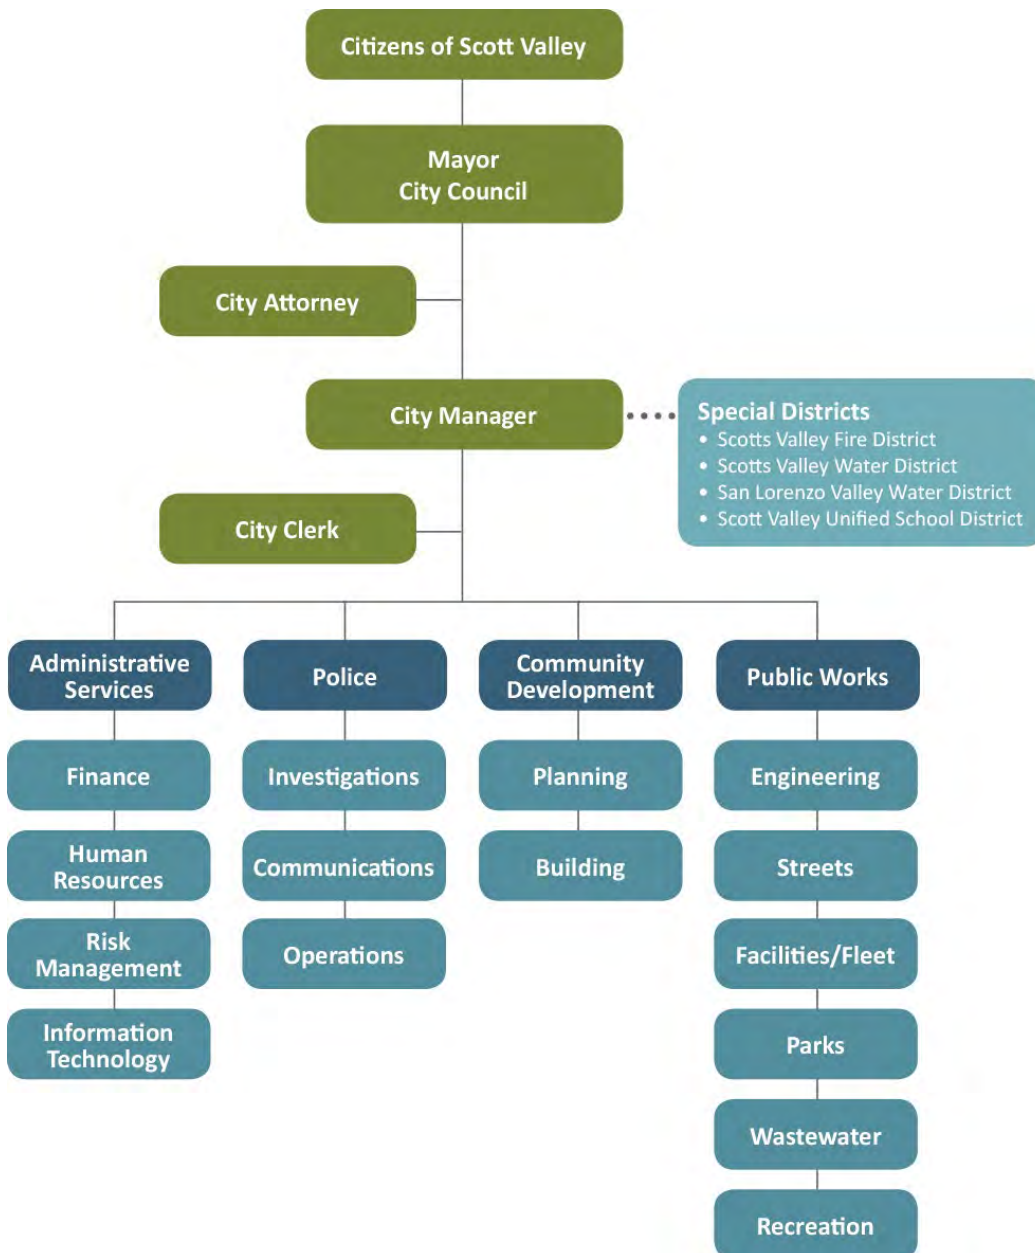 Citizens of Scott Valley
Mayor
City Council
City Attorney
City Manager
Special Districts
• Scotts Valley Fire District
• Scotts Valley Water District
• San Lorenzo Valley Water District
• Scott Valley Unified School District
City Clerk
Administrative
Services
Police
Community
Development
Public Works
Finance
Investigations
Planning
Engineering
Human
Resources
Communications
Building
Streets
Risk
Management
Operations
Facilities/Fleet
Information
Technology
Parks
Wastewater
Recreation